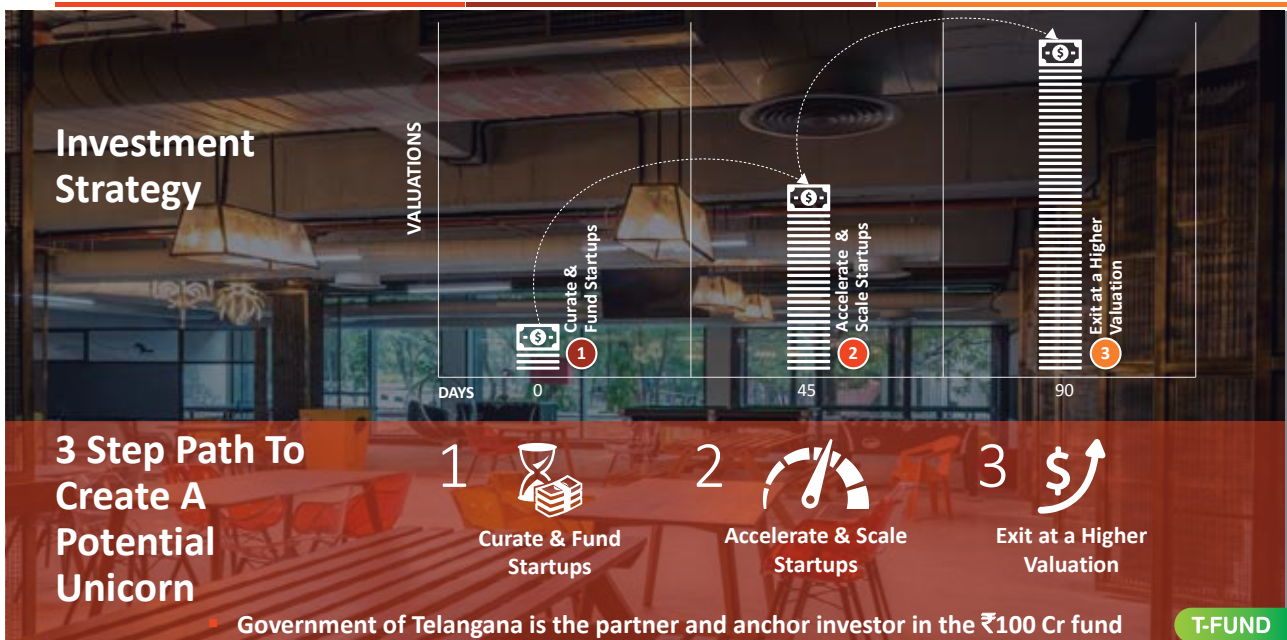 Investment
Strategy
VALUATIONS
$
Curate &
Fund Startups
1
$
Accelerate &
Scale Startups
2
$
Exit at a Higher
Valuation
3
DAYS
0
45
90
3 Step Path To
Create A
Potential
Unicorn
1
Curate & Fund
Startups
2
Accelerate & Scale
Startups
3
$
Exit at a Higher
Valuation
▪ Government of Telangana is the partner and anchor investor in the ₹100 Cr fund
T-FUND